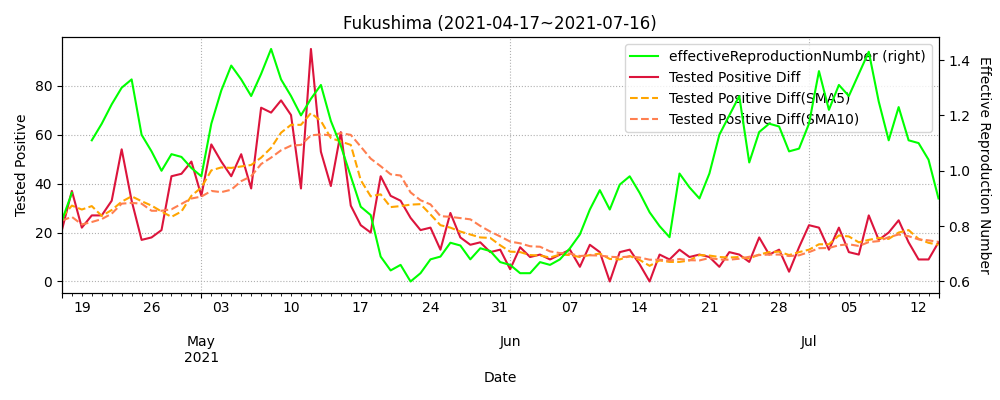 Fukushima (2021-04-17~2021-07-16)
effectiveReproductionNumber (right)
Tested Positive Diff
Tested Positive Diff(SMA5)
Tested Positive Diff(SMA10)
Tested Positive
80
60
40
20
0
Effective Reproduction Number
1.4
1.2
1.0
0.8
0.6
19 26 03 10 17 24 31 07 14 21 28 05 12
May Jun Jul
2021
Date